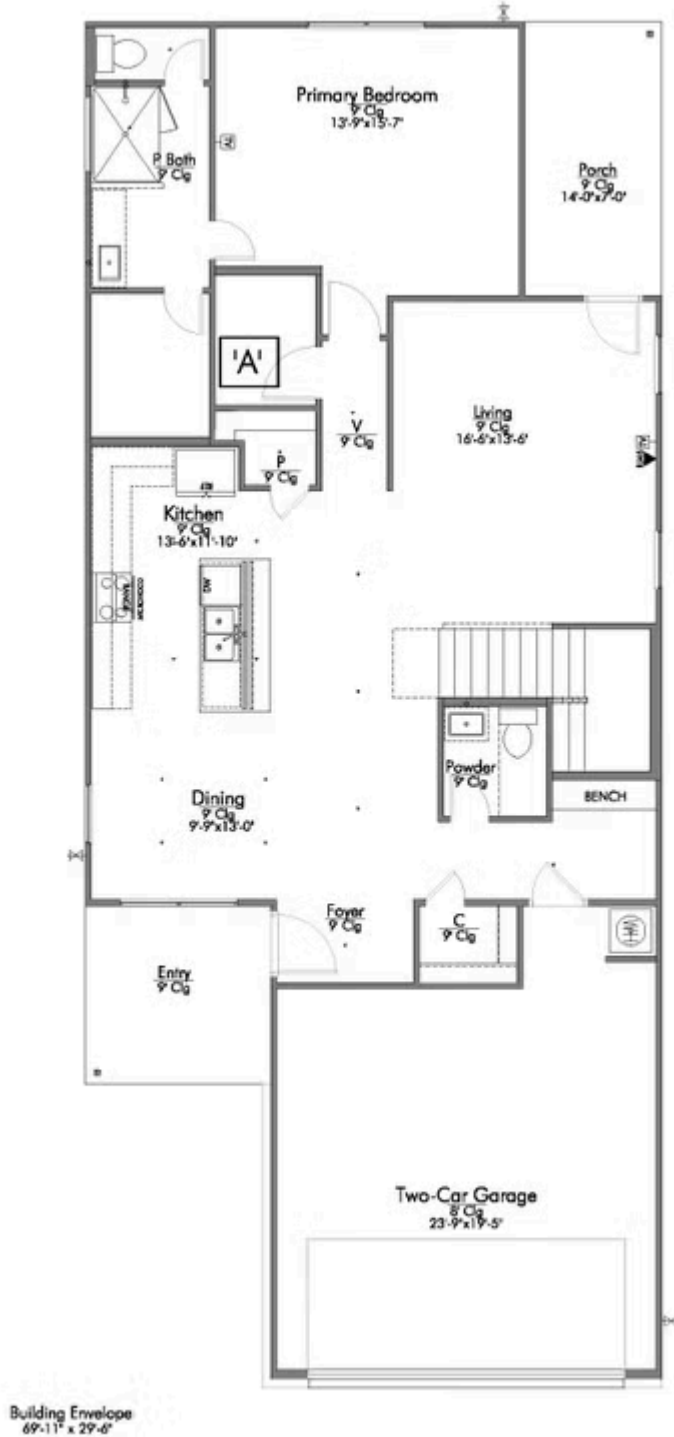 Primary Bedroom
9' Clg
13'-9"x15'-7"
P. Bath
9' Clg
Porch
9' Clg
14'-0"x7'-0"
'A'
V
9' Clg
Living
9' Clg
16'-6"x13'-6"
P
9' Clg
Kitchen
9' Clg
13'-6"x11'-10"
DW
RANGE
Powder
9' Clg
Dining
9' Clg
9'-9"x13'-0"
BENCH
Foyer
9' Clg
C
9' Clg
WH
Entry
9' Clg
Two-Car Garage
8' Clg
23'-9"x19'-5"
Building Envelope
69'-11" x 29'-6"